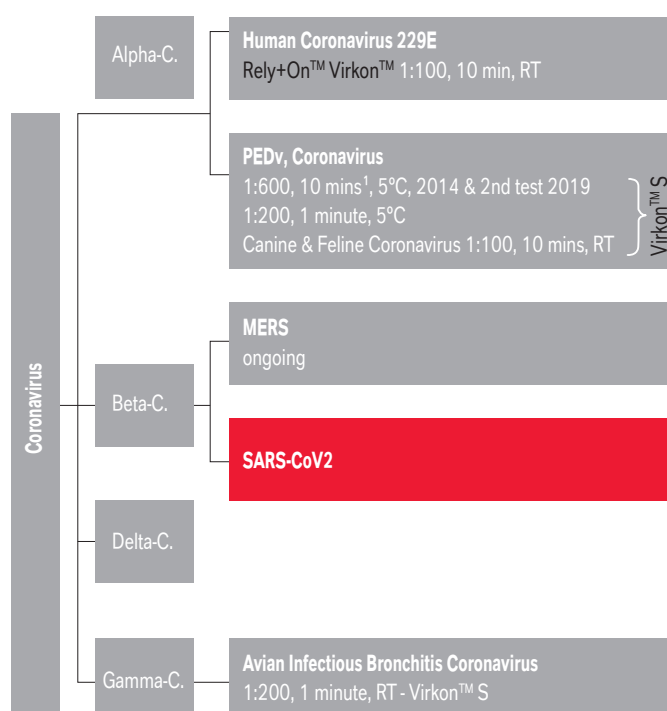 Coronavirus
Alpha-C.
Human Coronavirus 229E
Rely+On™ Virkon™ 1:100, 10 min, RT
PEDv, Coronavirus
1:600, 10 mins¹, 5ºC, 2014 & 2nd test 2019
1:200, 1 minute, 5ºC
Canine & Feline Coronavirus 1:100, 10 mins, RT
Virkon™ S
Beta-C.
MERS
ongoing
SARS-CoV2
Delta-C.
Gamma-C.
Avian Infectious Bronchitis Coronavirus
1:200, 1 minute, RT - Virkon™ S